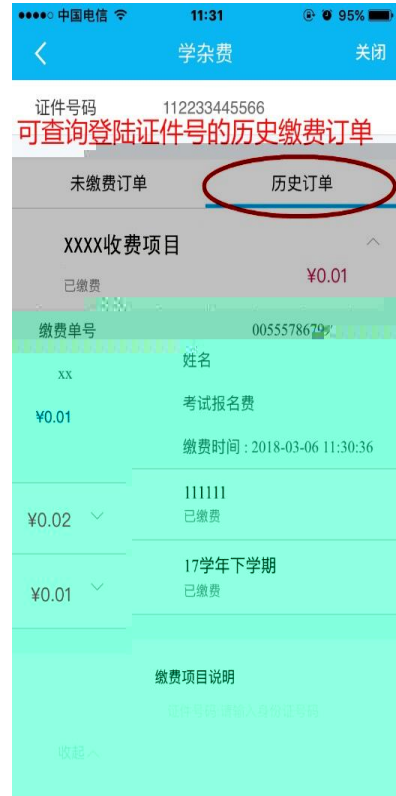 中国电信 11:31 95%
学杂费 关闭
证件号码 112233445566
可查询登陆证件号的历史缴费订单
未缴费订单 历史订单
XXXX收费项目
已缴费 ¥0.01
缴费单号 0055578679
姓名
xx
考试报名费
¥0.01
缴费时间 : 2018-03-06 11:30:36
111111
¥0.02 已缴费
17学年下学期
¥0.01 已缴费
缴费项目说明
收起